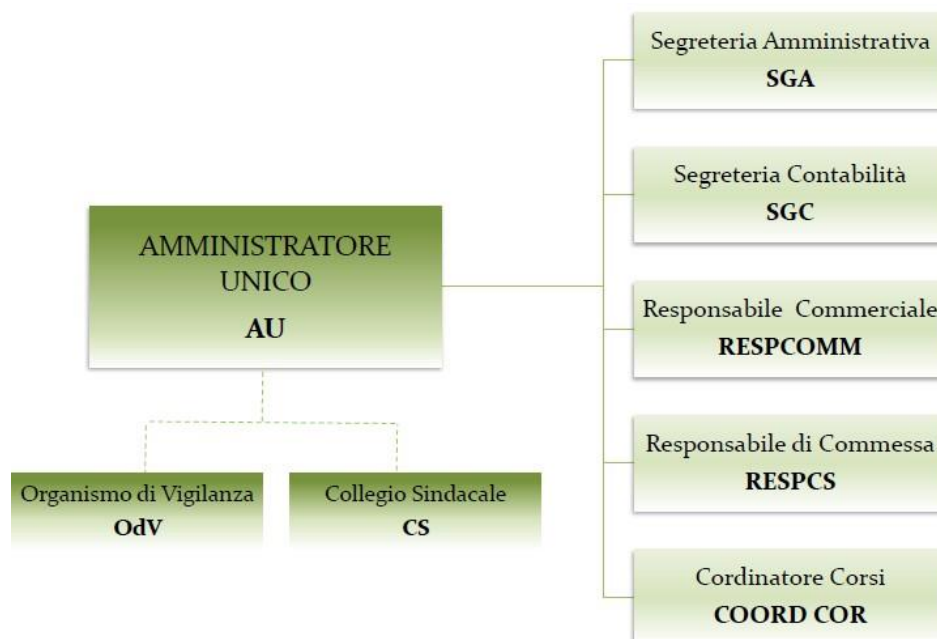 Segreteria Amministrativa
SGA
Segreteria Contabilità
SGC
AMMINISTRATORE
UNICO
AU
Responsabile Commerciale
RESPCOMM
Responsabile di Commessa
RESPCS
Organismo di Vigilanza
OdV
Collegio Sindacale
CS
Cordinatore Corsi
COORD COR